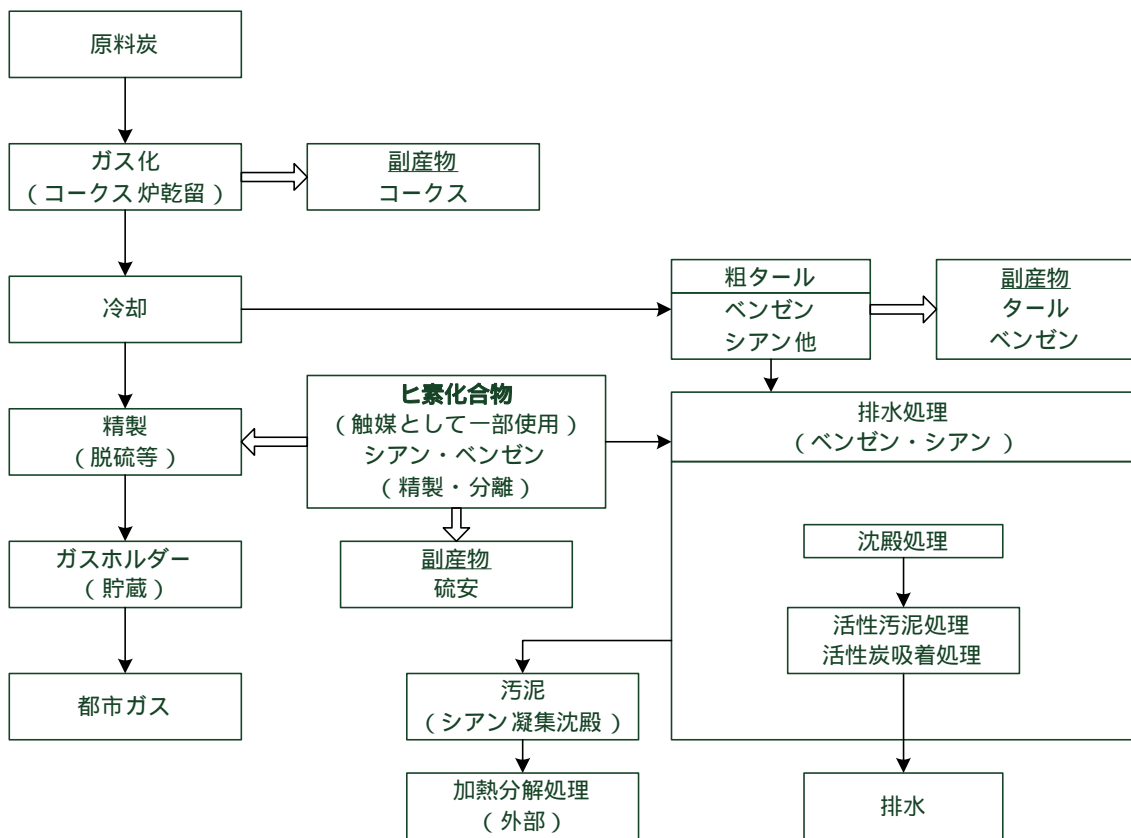 原料炭
ガス化
（コークス炉乾留）
副産物
コークス
冷却
粗タール
ベンゼン
シアン他
副産物
タール
ベンゼン
精製
（脱硫等）
ヒ素化合物
（触媒として一部使用）
シアン・ベンゼン
（精製・分離）
排水処理
（ベンゼン・シアン）
ガスホルダー
（貯蔵）
副産物
硫安
沈殿処理
活性汚泥処理
活性炭吸着処理
都市ガス
汚泥
（シアン凝集沈殿）
加熱分解処理
（外部）
排水